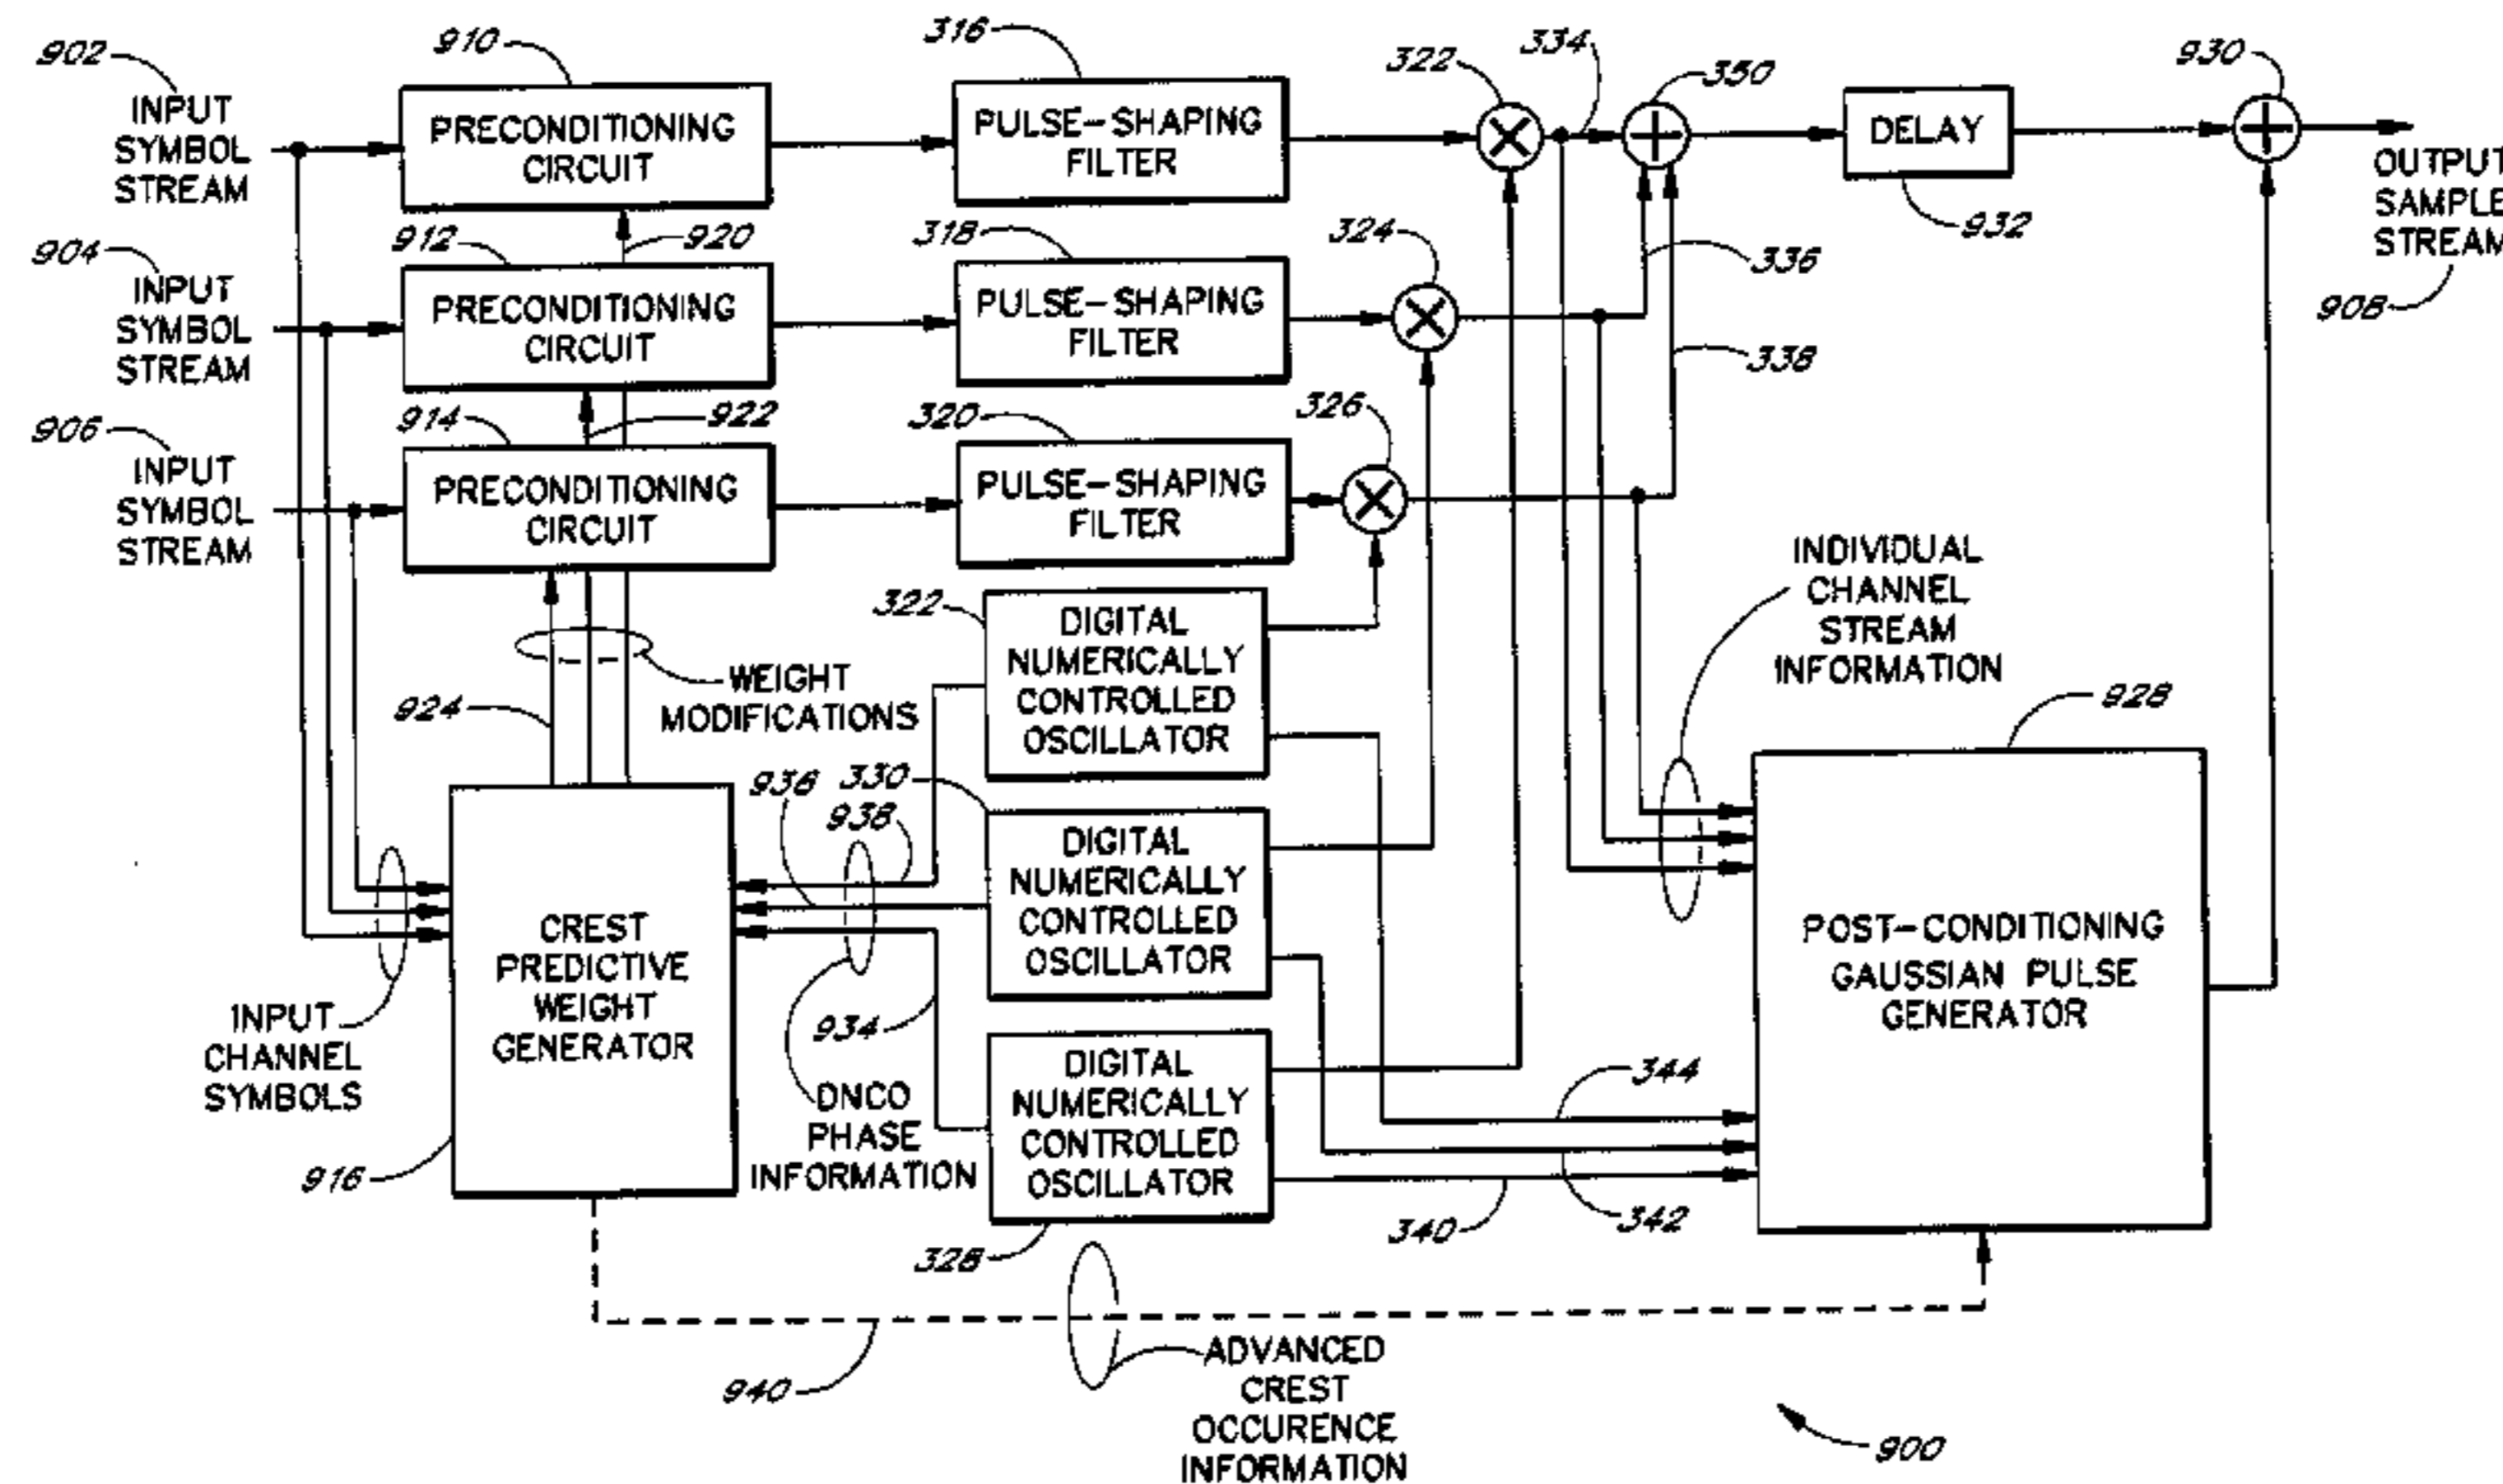 902
INPUT
SYMBOL
STREAM
910
PRECONDITIONING
CIRCUIT
316
PULSE-SHAPING
FILTER
322
334
350
DELAY
932
930
OUTPUT
SAMPLE
STREAM
908
904
INPUT
SYMBOL
STREAM
912
920
PRECONDITIONING
CIRCUIT
318
PULSE-SHAPING
FILTER
324
336
338
906
INPUT
SYMBOL
STREAM
914
922
PRECONDITIONING
CIRCUIT
320
PULSE-SHAPING
FILTER
326
INDIVIDUAL
CHANNEL
STREAM
INFORMATION
924
WEIGHT
MODIFICATIONS
322
DIGITAL
NUMERICALLY
CONTROLLED
OSCILLATOR
928
POST-CONDITIONING
GAUSSIAN PULSE
GENERATOR
936
938
330
DIGITAL
NUMERICALLY
CONTROLLED
OSCILLATOR
CREST
PREDICTIVE
WEIGHT
GENERATOR
916
INPUT
CHANNEL
SYMBOLS
934
DNCO
PHASE
INFORMATION
DIGITAL
NUMERICALLY
CONTROLLED
OSCILLATOR
328
344
342
340
940
ADVANCED
CREST
OCCURENCE
INFORMATION
900